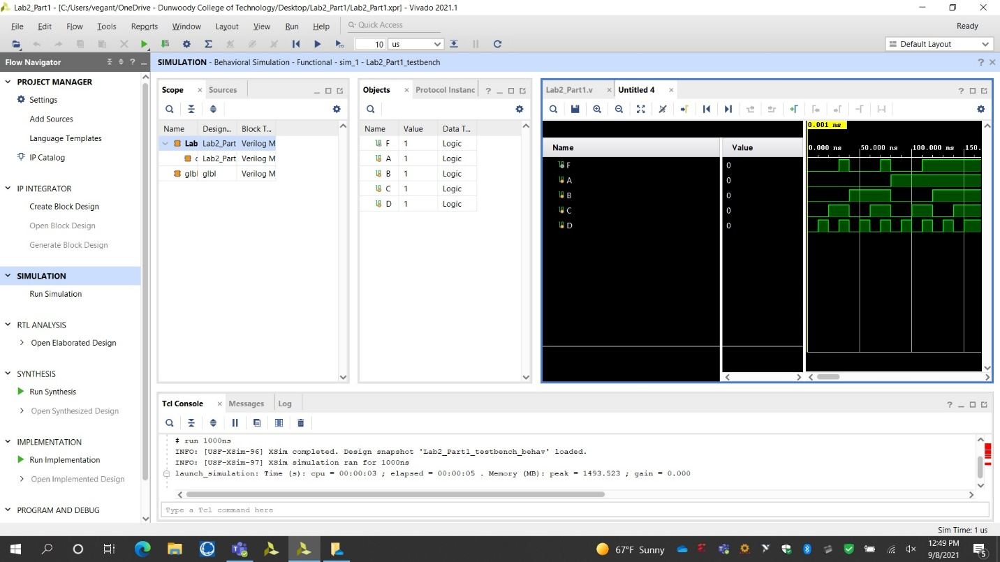 Lab2_Part1 - [C:/Users/vegant/OneDrive - Dunwoody College of Technology/Desktop/Lab2_Part1/Lab2_Part1.xpr] - Vivado 2021.1
File Edit Flow Tools Reports Window Layout View Run Help Quick Access Ready
10 us Default Layout
Flow Navigator
SIMULATION - Behavioral Simulation - Functional - sim_1 - Lab2_Part1_testbench
PROJECT MANAGER
Settings
Add Sources
Language Templates
IP Catalog
IP INTEGRATOR
Create Block Design
Open Block Design
Generate Block Design
SIMULATION
Run Simulation
RTL ANALYSIS
Open Elaborated Design
SYNTHESIS
Run Synthesis
Open Synthesized Design
IMPLEMENTATION
Run Implementation
Open Implemented Design
PROGRAM AND DEBUG
Scope Sources
Name Design... Block T...
Lab Lab2_Part Verilog M
Lab2_Part Verilog M
glbl glbl Verilog M
Objects Protocol Instanc
Name Value Data T...
F 1 Logic
A 1 Logic
B 1 Logic
C 1 Logic
D 1 Logic
Lab2_Part1.v Untitled 4
0.001 ns
Name Value 0.000 ns 50.000 ns 100.000 ns 150.
F 0
A 0
B 0
C 0
D 0
Tcl Console Messages Log
# run 1000ns
INFO: [USF-XSim-96] XSim completed. Design snapshot 'Lab2_Part1_testbench_behav' loaded.
INFO: [USF-XSim-97] XSim simulation ran for 1000ns
launch_simulation: Time (s): cpu = 00:00:03 ; elapsed = 00:00:05 . Memory (MB): peak = 1493.523 ; gain = 0.000
Type a Tcl command here
Sim Time: 1 us
67°F Sunny
12:49 PM
9/8/2021
5